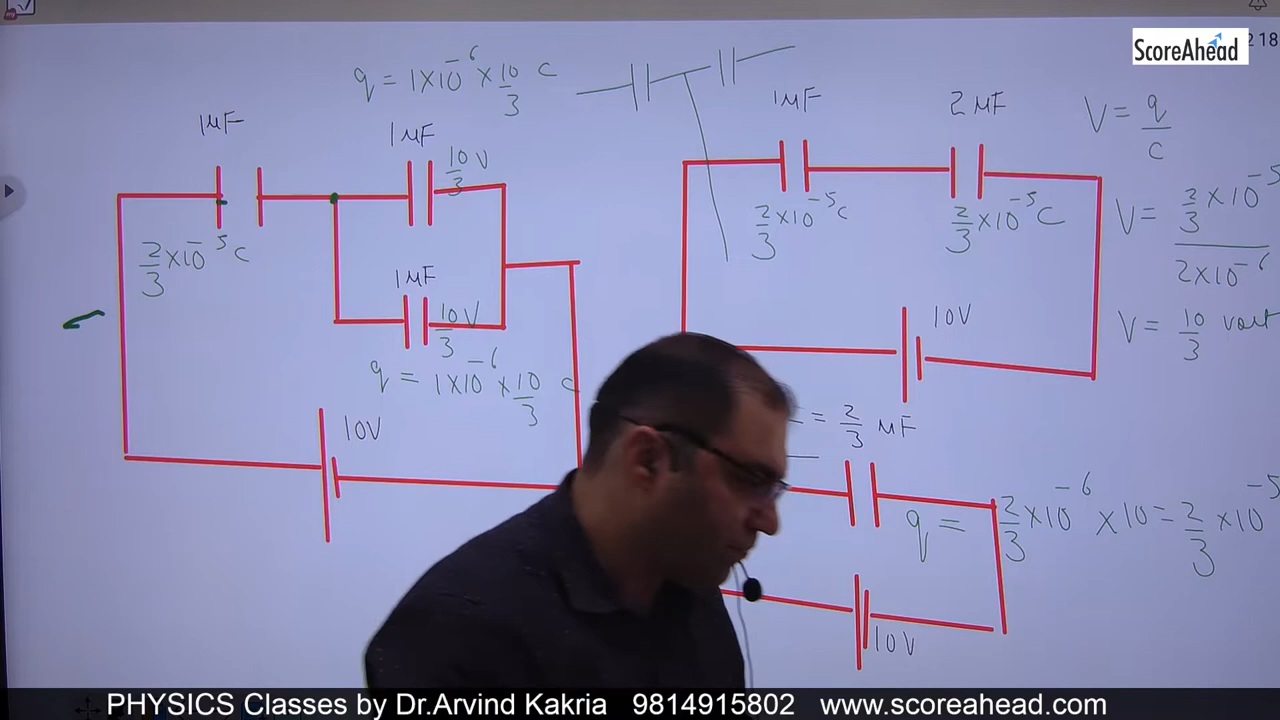 ScoreAhead
218
q = 1×10⁻⁶ × 10/3 C
1μF
1μF
10/3 V
2/3 × 10⁻⁵ C
1μF
10/3 V
q = 1×10⁻⁶ × 10/3 C
10V
1μF
2μF
2/3 × 10⁻⁵ C
2/3 × 10⁻⁵ C
10V
V = q/C
V = 2/3 × 10⁻⁵ / 2×10⁻⁶
V = 10/3 volt
= 2/3 μF
q = 2/3 × 10⁻⁶ × 10 = 2/3 × 10⁻⁵
10V
PHYSICS Classes by Dr.Arvind Kakria 9814915802 www.scoreahead.com